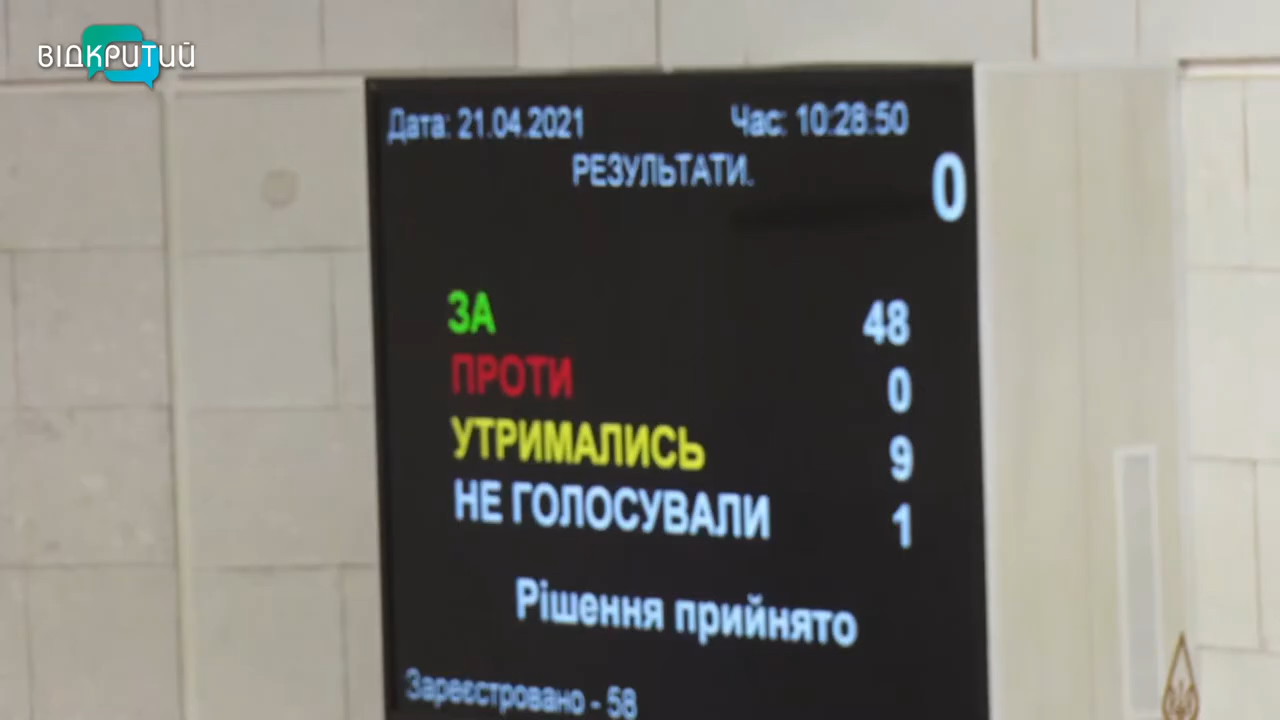 ВІДКРИТИЙ
Дата: 21.04.2021 Час: 10:28:50
РЕЗУЛЬТАТИ.
0
ЗА 48
ПРОТИ 0
УТРИМАЛИСЬ 9
НЕ ГОЛОСУВАЛИ 1
Рішення прийнято
Зареєстровано - 58